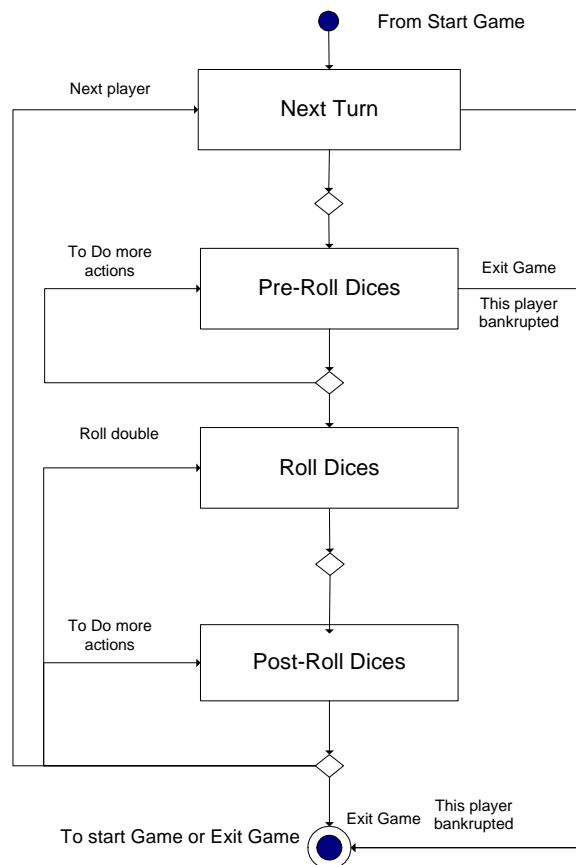 From Start Game
Next player
Next Turn
To Do more
actions
Pre-Roll Dices
Exit Game
This player
bankrupted
Roll double
Roll Dices
To Do more
actions
Post-Roll Dices
To start Game or Exit Game
Exit Game
This player
bankrupted